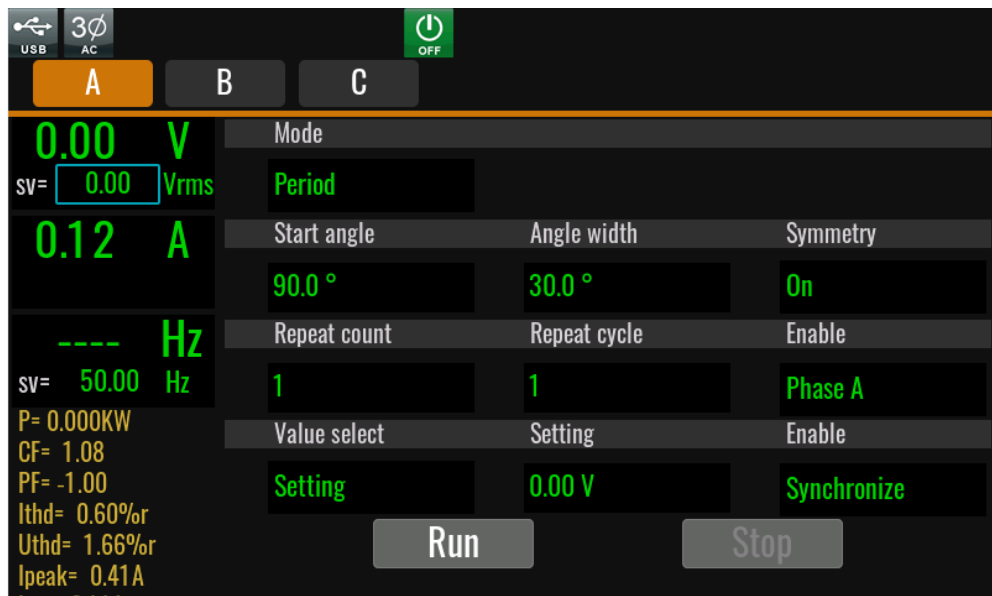 USB
3Ø
AC
OFF
A B C
0.00 V
sv= 0.00 Vrms
0.12 A
---- Hz
sv= 50.00 Hz
P= 0.000KW
CF= 1.08
PF= -1.00
Ithd= 0.60%r
Uthd= 1.66%r
Ipeak= 0.41A
Mode
Period
Start angle Angle width Symmetry
90.0 ° 30.0 ° On
Repeat count Repeat cycle Enable
1 1 Phase A
Value select Setting Enable
Setting 0.00 V Synchronize
Run Stop